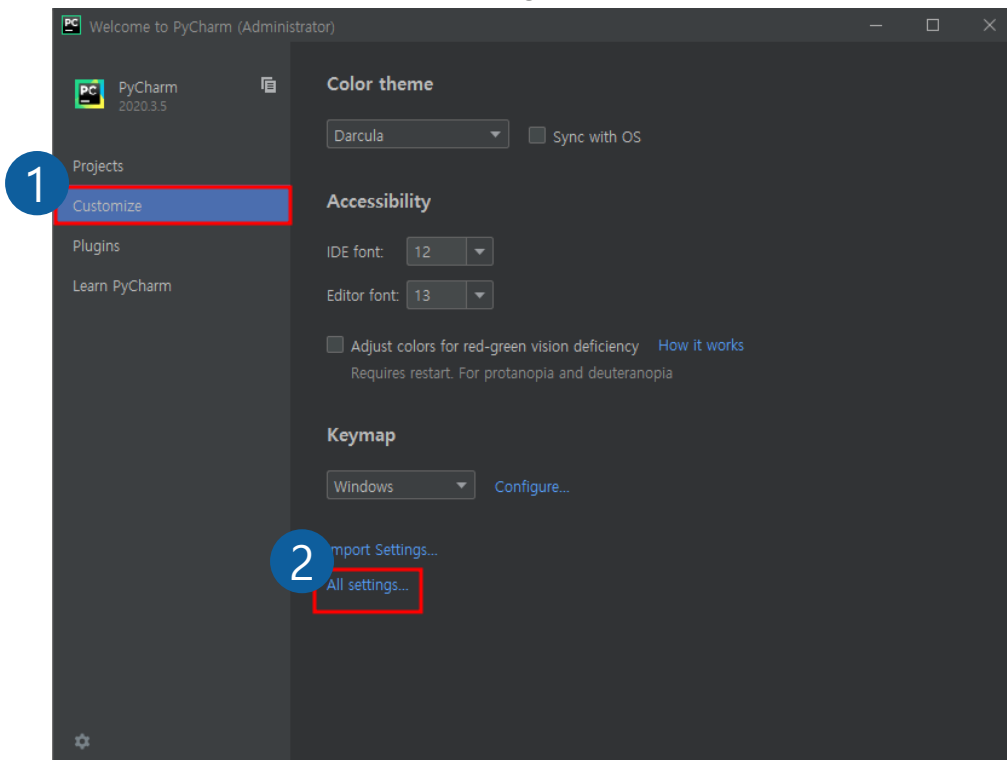 Welcome to PyCharm (Administrator)
PC PyCharm
2020.3.5
1
Projects
Customize
Plugins
Learn PyCharm
Color theme
Darcula
Sync with OS
Accessibility
IDE font: 12
Editor font: 13
Adjust colors for red-green vision deficiency How it works
Requires restart. For protanopia and deuteranopia
Keymap
Windows Configure...
2
Import Settings...
All settings...